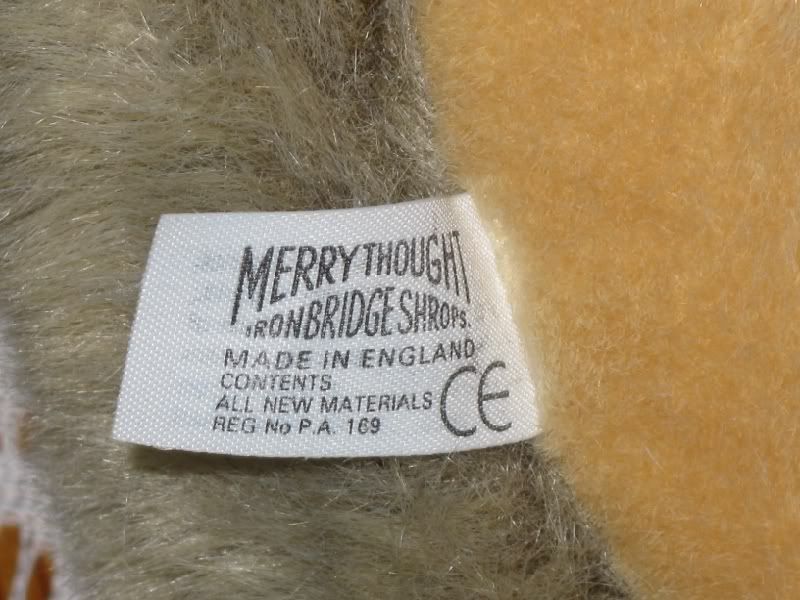 MERRYTHOUGHT
IRONBRIDGE SHROPS.
MADE IN ENGLAND
CONTENTS
ALL NEW MATERIALS
REG No P.A. 169
CE